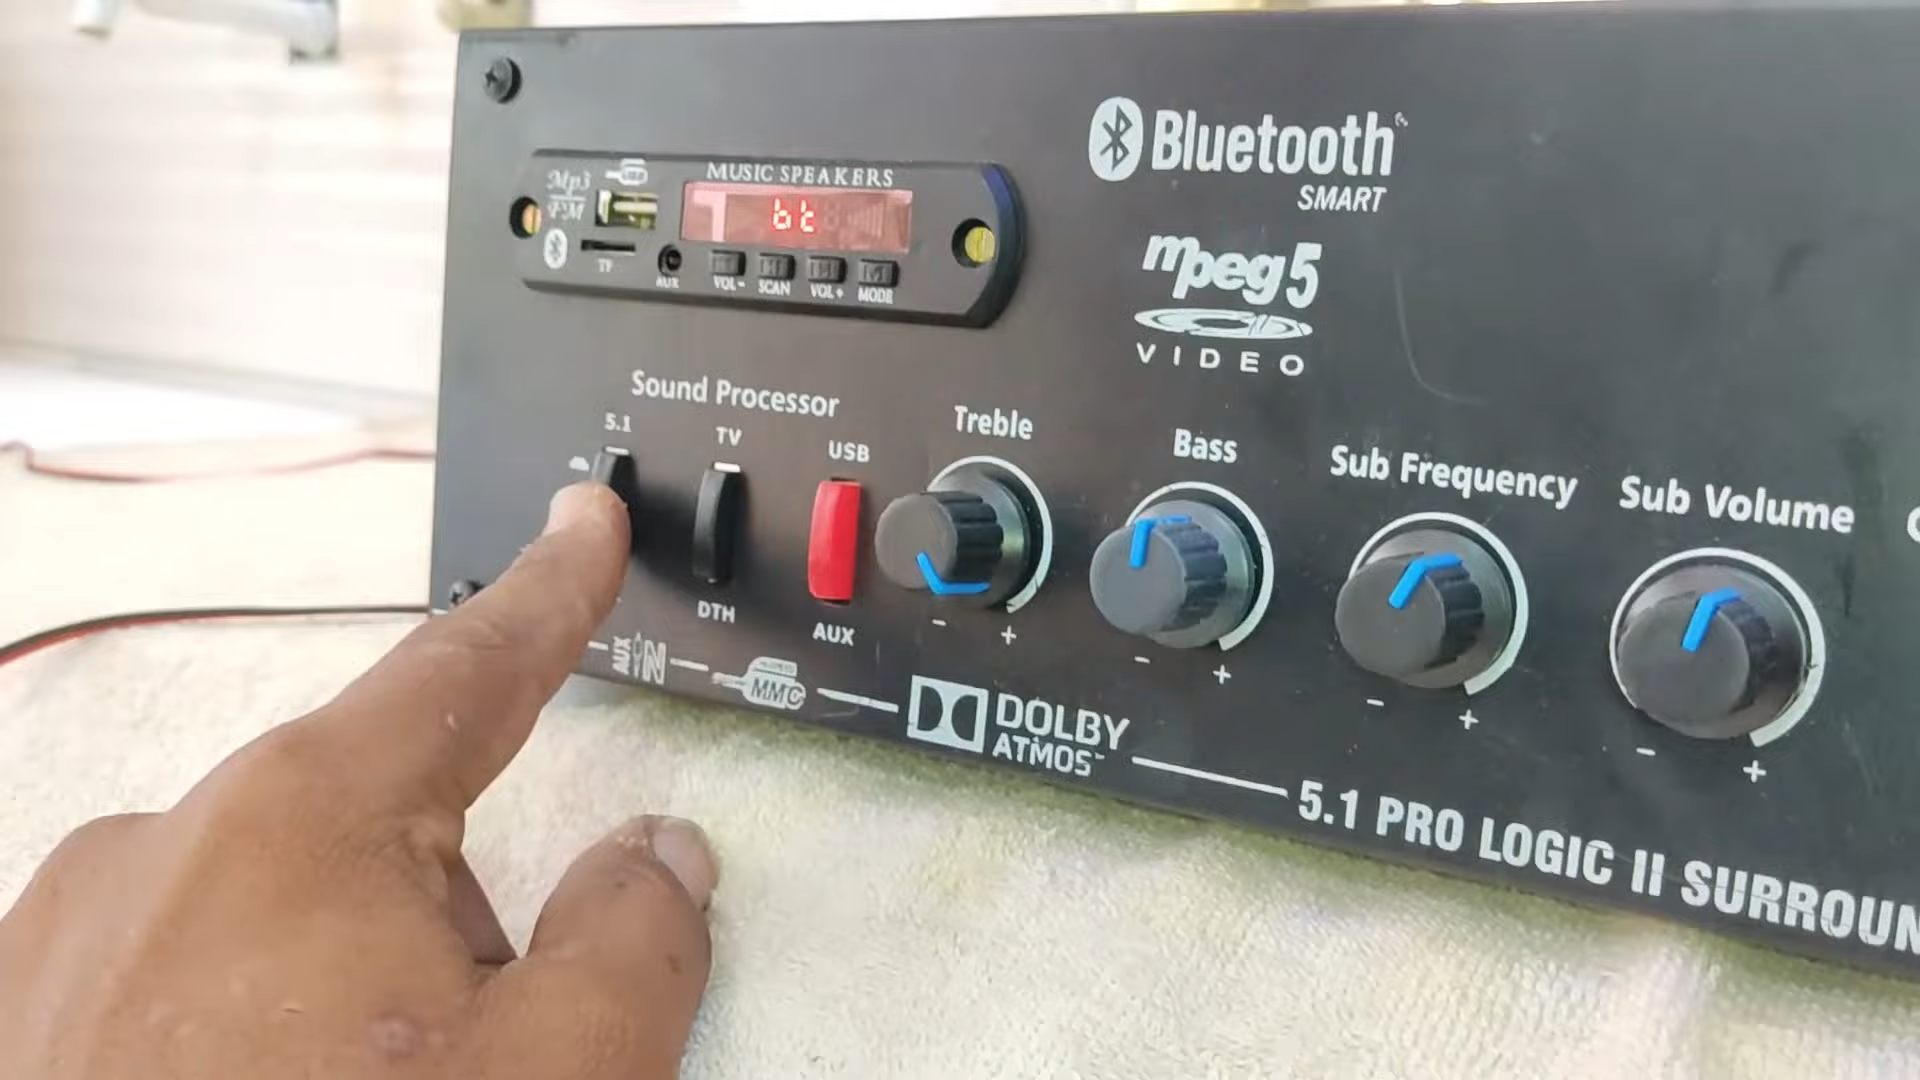 Bluetooth
SMART
Mp3
FM
USB
MUSIC SPEAKERS
bt
TF
AUX
VOL-
SCAN
VOL+
MODE
mpeg5
VIDEO
Sound Processor
5.1
TV
USB
DTH
AUX
Treble
- +
Bass
- +
Sub Frequency
- +
Sub Volume
- +
AUX IN
MMC
DOLBY
ATMOS
5.1 PRO LOGIC II SURROUN